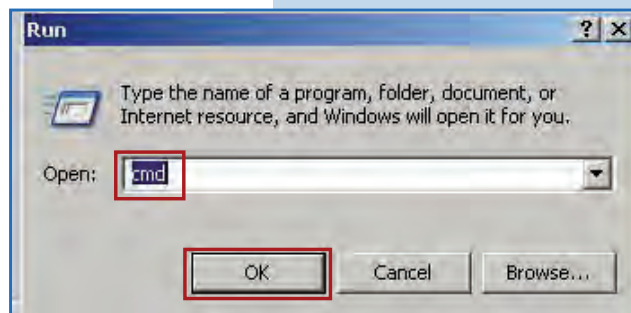 Run
Type the name of a program, folder, document, or
Internet resource, and Windows will open it for you.
Open: cmd
OK Cancel Browse...